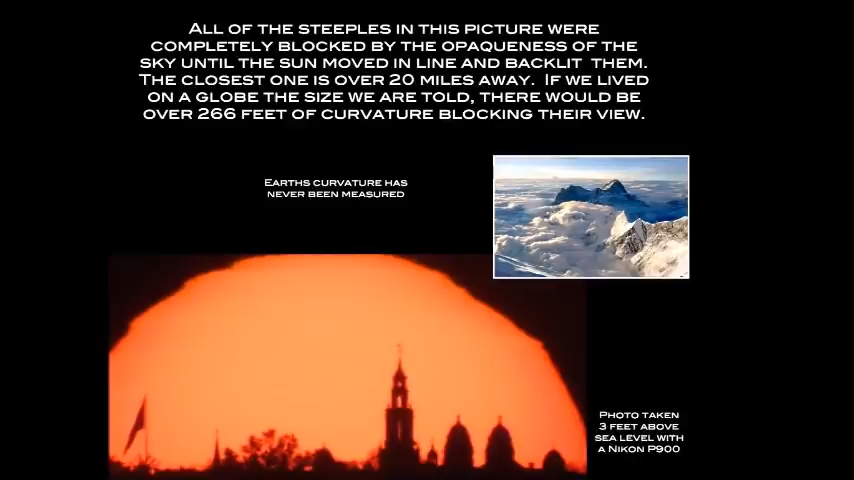 ALL OF THE STEEPLES IN THIS PICTURE WERE
COMPLETELY BLOCKED BY THE OPAQUENESS OF THE
SKY UNTIL THE SUN MOVED IN LINE AND BACKLIT THEM.
THE CLOSEST ONE IS OVER 20 MILES AWAY. IF WE LIVED
ON A GLOBE THE SIZE WE ARE TOLD, THERE WOULD BE
OVER 266 FEET OF CURVATURE BLOCKING THEIR VIEW.
EARTHS CURVATURE HAS
NEVER BEEN MEASURED
PHOTO TAKEN
3 FEET ABOVE
SEA LEVEL WITH
A NIKON P900